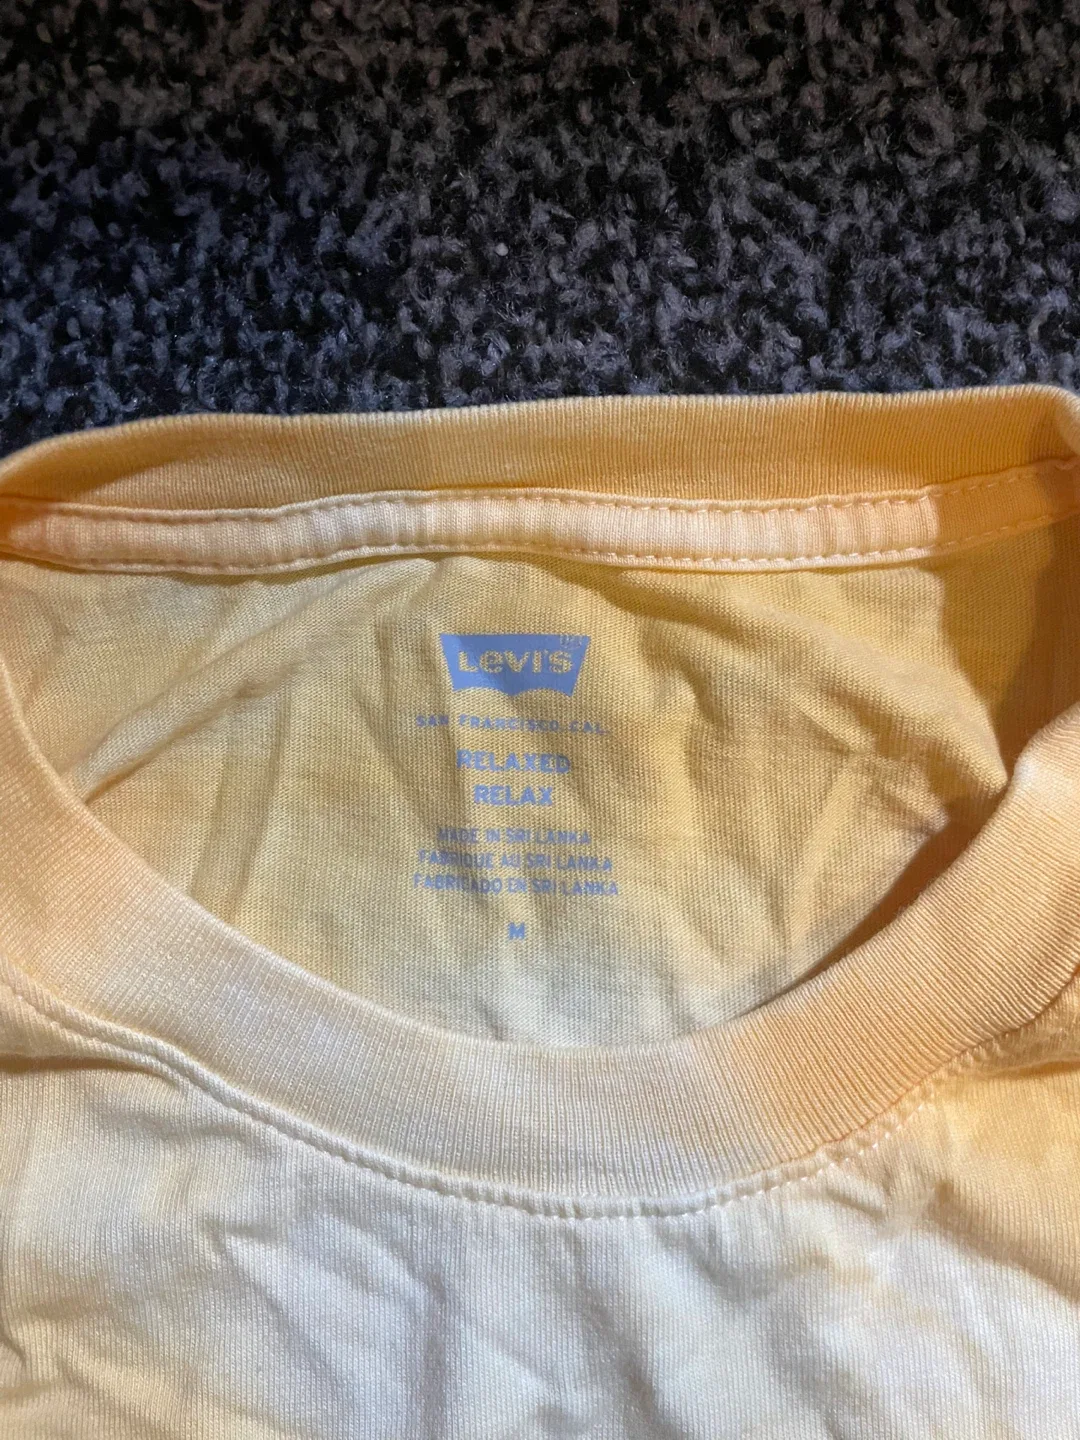 Levi's
SAN FRANCISCO. CAL.
RELAXED
RELAX
MADE IN SRI LANKA
FABRIQUE AU SRI LANKA
FABRICADO EN SRI LANKA
M